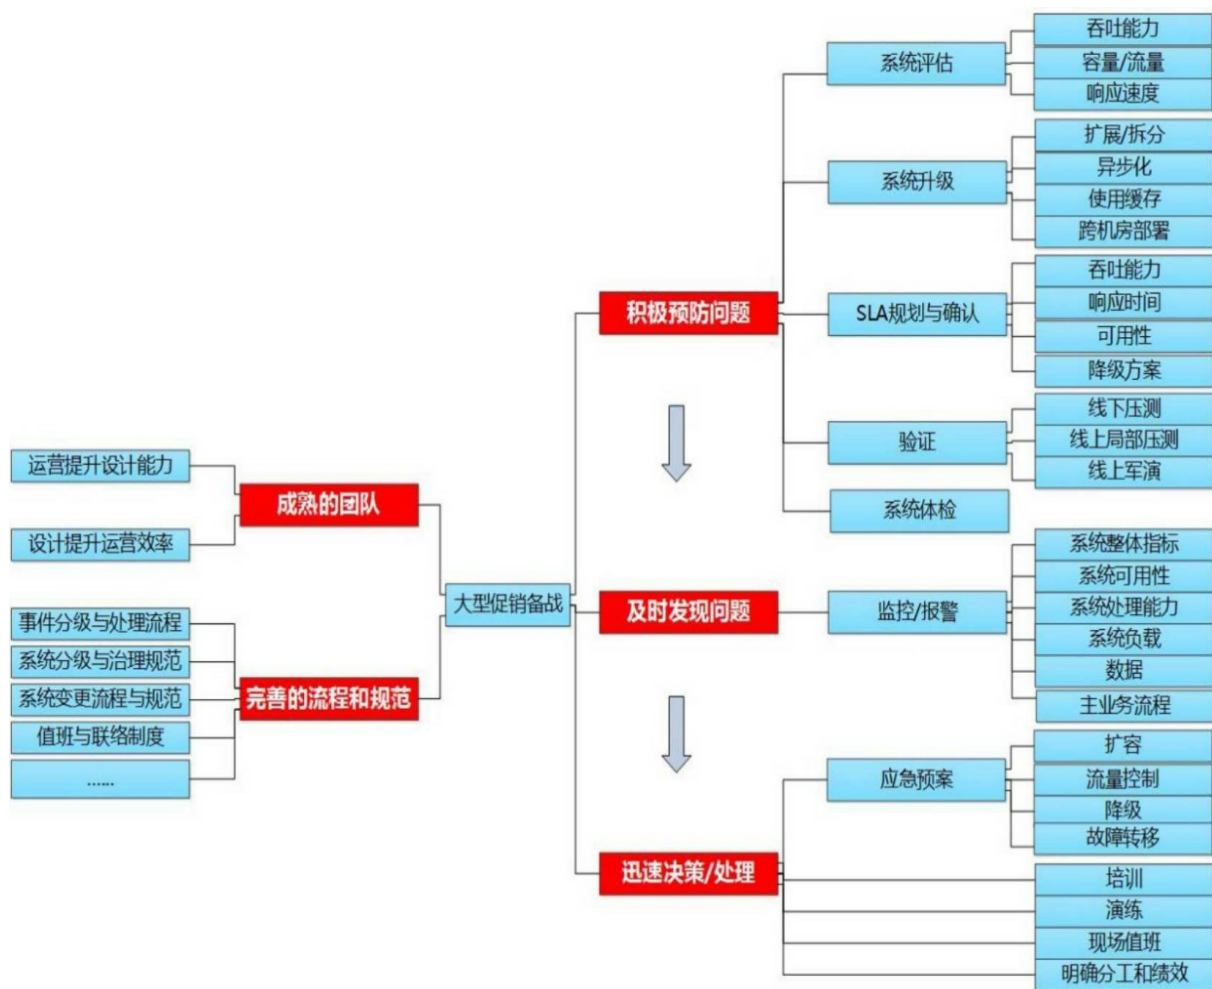 大型促销备战
成熟的团队
运营提升设计能力
设计提升运营效率
完善的流程和规范
事件分级与处理流程
系统分级与治理规范
系统变更流程与规范
值班与联络制度
......
积极预防问题
系统评估
吞吐能力
容量/流量
响应速度
系统升级
扩展/拆分
异步化
使用缓存
跨机房部署
SLA规划与确认
吞吐能力
响应时间
可用性
降级方案
验证
线下压测
线上局部压测
线上军演
系统体检
及时发现问题
监控/报警
系统整体指标
系统可用性
系统处理能力
系统负载
数据
主业务流程
迅速决策/处理
应急预案
扩容
流量控制
降级
故障转移
培训
演练
现场值班
明确分工和绩效